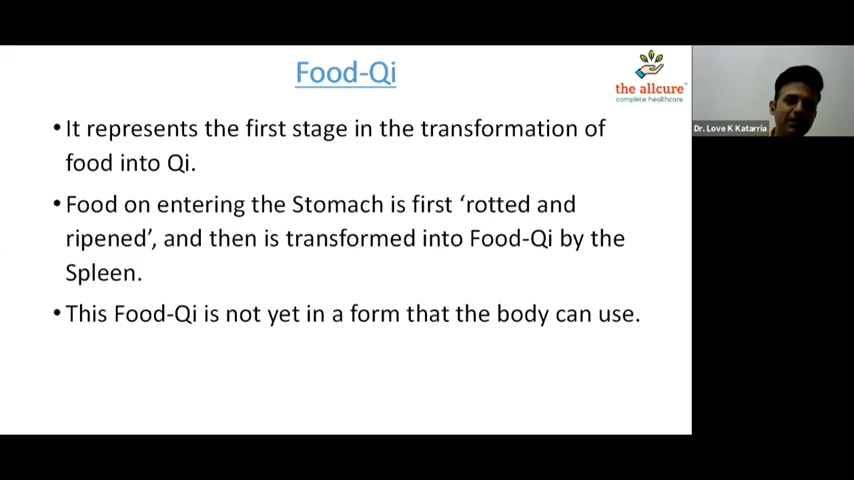 Food-Qi
the allcure™
complete healthcare
•It represents the first stage in the transformation of
food into Qi.
•Food on entering the Stomach is first ‘rotted and
ripened’, and then is transformed into Food-Qi by the
Spleen.
•This Food-Qi is not yet in a form that the body can use.
Dr. Love K Katarria